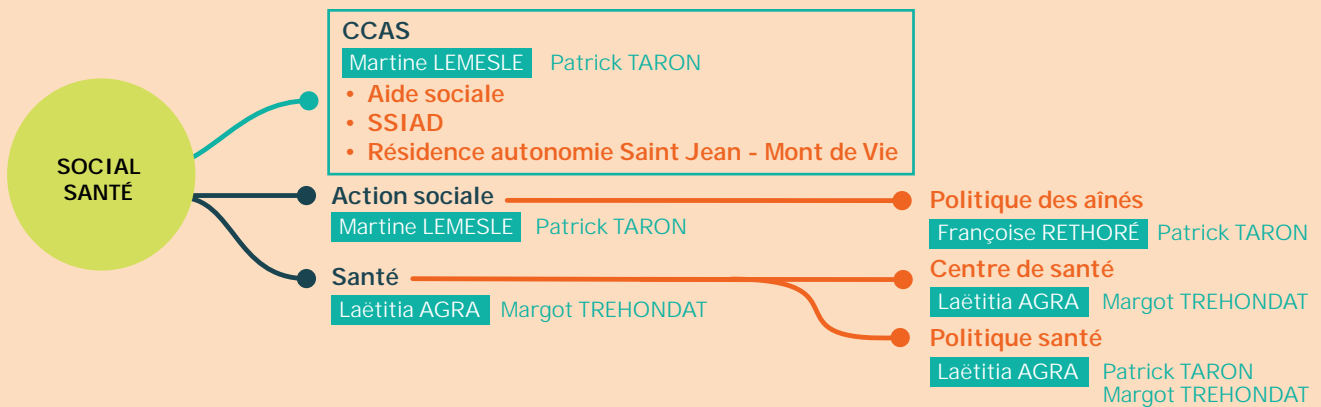 CCAS
Martine LEMESLE Patrick TARON
• Aide sociale
• SSIAD
• Résidence autonomie Saint Jean - Mont de Vie
SOCIAL
SANTÉ
Action sociale
Martine LEMESLE Patrick TARON
Politique des aînés
Françoise RETHORÉ Patrick TARON
Santé
Laëtitia AGRA Margot TREHONDAT
Centre de santé
Laëtitia AGRA Margot TREHONDAT
Politique santé
Laëtitia AGRA Patrick TARON
Margot TREHONDAT